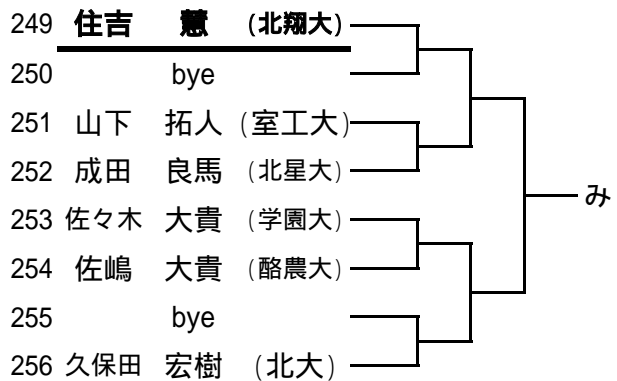 249 住吉 慧 (北翔大)
250 bye
251 山下 拓人 (室工大)
252 成田 良馬 (北星大)
253 佐々木 大貴 (学園大)
254 佐嶋 大貴 (酪農大)
255 bye
256 久保田 宏樹 (北大)
み